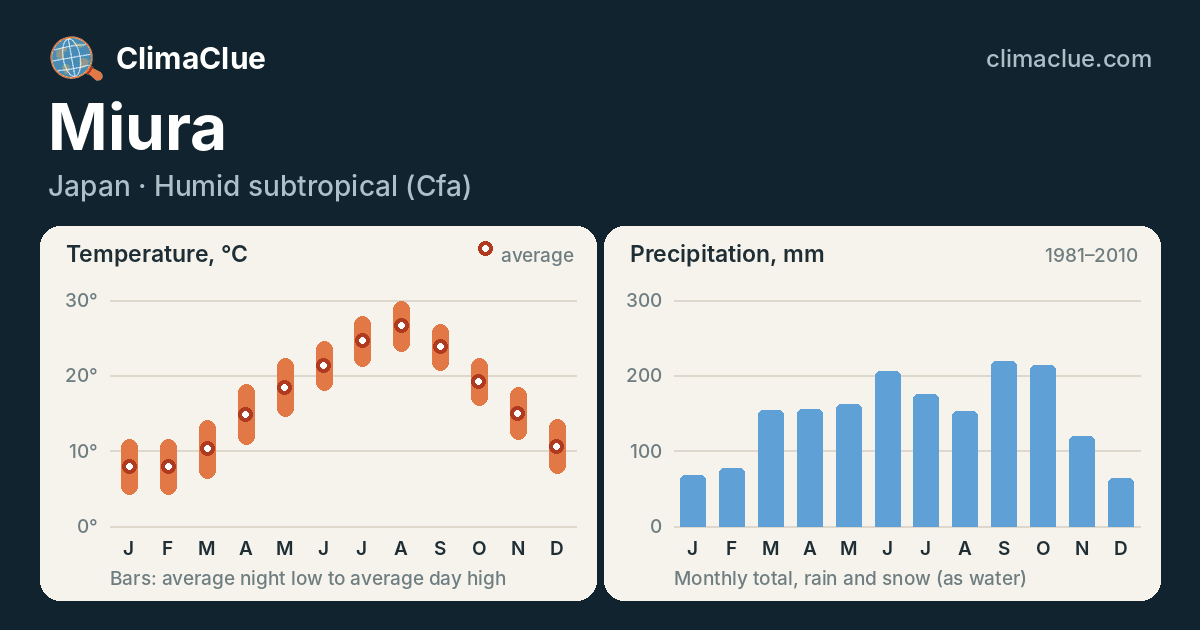 ClimaClue
climaclue.com
Miura
Japan · Humid subtropical (Cfa)
Temperature, °C
average
30°
20°
10°
0°
J F M A M J J A S O N D
Bars: average night low to average day high
Precipitation, mm
1981–2010
300
200
100
0
J F M A M J J A S O N D
Monthly total, rain and snow (as water)